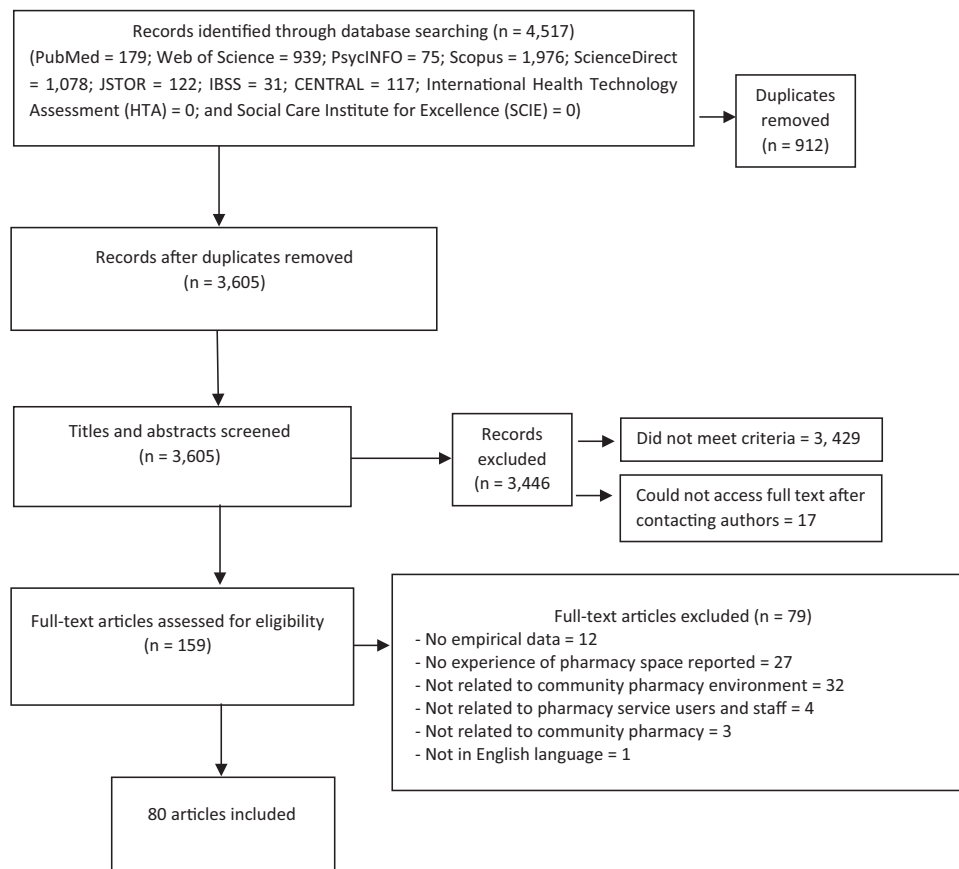 Records identified through database searching (n = 4,517)
(PubMed = 179; Web of Science = 939; PsycINFO = 75; Scopus = 1,976; ScienceDirect
= 1,078; JSTOR = 122; IBSS = 31; CENTRAL = 117; International Health Technology
Assessment (HTA) = 0; and Social Care Institute for Excellence (SCIE) = 0)
Duplicates
removed
(n = 912)
Records after duplicates removed
(n = 3,605)
Titles and abstracts screened
(n = 3,605)
Records
excluded
(n = 3,446
Did not meet criteria = 3, 429
Could not access full text after
contacting authors = 17
Full-text articles assessed for eligibility
(n = 159)
Full-text articles excluded (n = 79)
- No empirical data = 12
- No experience of pharmacy space reported = 27
- Not related to community pharmacy environment = 32
- Not related to pharmacy service users and staff = 4
- Not related to community pharmacy = 3
- Not in English language = 1
80 articles included